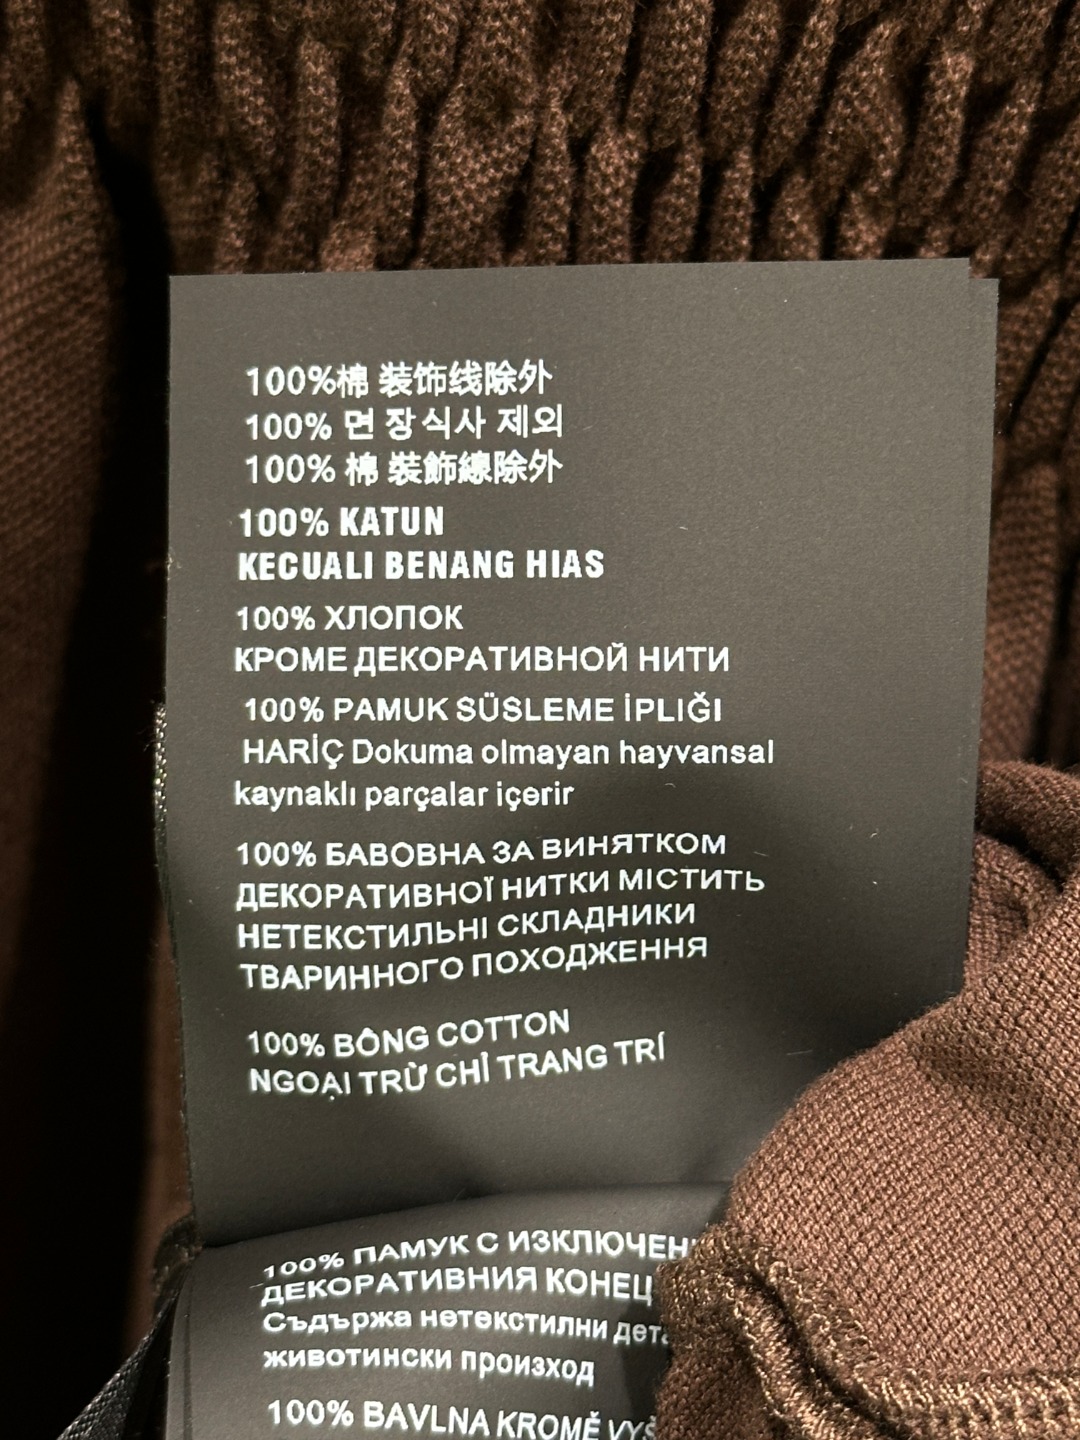 100%棉 装饰线除外
100% 면 장식사 제외
100% 棉 裝飾線除外
100% KATUN
KECUALI BENANG HIAS
100% ХЛОПОК
КРОМЕ ДЕКОРАТИВНОЙ НИТИ
100% PAMUK SÜSLEME İPLIĞI
HARİÇ Dokuma olmayan hayvansal
kaynaklı parçalar içerir
100% БАВОВНА ЗА ВИНЯТКОМ
ДЕКОРАТИВНОЇ НИТКИ МІСТИТЬ
НЕТЕКСТИЛЬНІ СКЛАДНИКИ
ТВАРИННОГО ПОХОДЖЕННЯ
100% BÔNG COTTON
NGOẠI TRỪ CHỈ TRANG TRÍ
100% ПАМУК С
ДЕКОРАТИВНИЯ КОНЕЦ
Съдържа нетекстилни
животински произход
100% BAVLNA KROMĚ